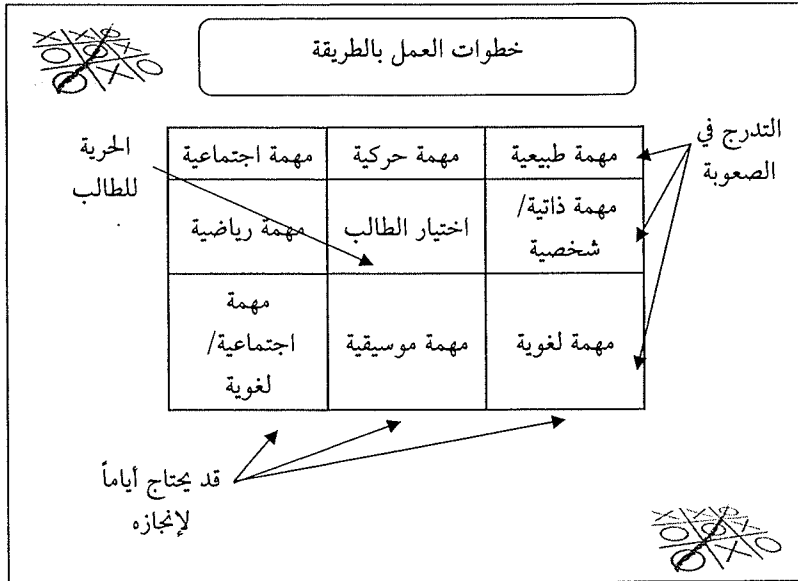 خطوات العمل بالطريقة
التدرج في
الصعوبة
الحرية
للطالب
مهمة طبيعية
مهمة حركية
مهمة اجتماعية
مهمة ذاتية/
شخصية
اختيار الطالب
مهمة رياضية
مهمة لغوية
مهمة موسيقية
مهمة
اجتماعية/
لغوية
قد يحتاج أياماً
لإنجازه